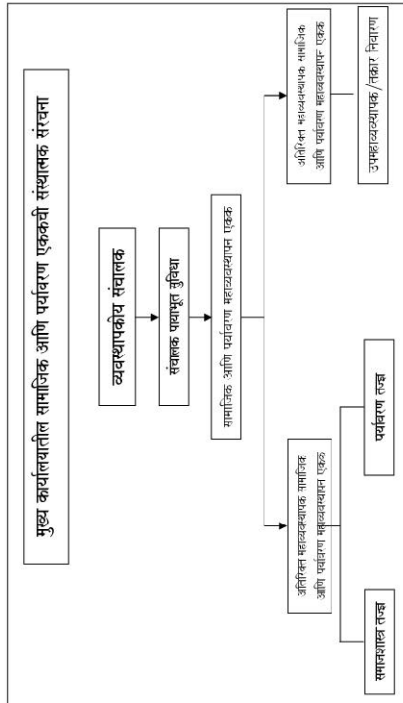 मुख्य कार्यालयातील सामाजिक आणि पर्यावरण एककची संस्थात्मक संरचना
व्यवस्थापकीय संचालक
संचालक पायाभूत सुविधा
सामाजिक आणि पर्यावरण महाव्यवस्थापन एकक
अतिरिक्त महाव्यवस्थापक सामाजिक
आणि पर्यावरण महाव्यवस्थापन एकक
अतिरिक्त महाव्यवस्थापक सामाजिक
आणि पर्यावरण महाव्यवस्थापन एकक
समाजशास्त्र तज्ज्ञ
पर्यावरण तज्ज्ञ
उपमहाव्यवस्थापक/तक्रार निवारण